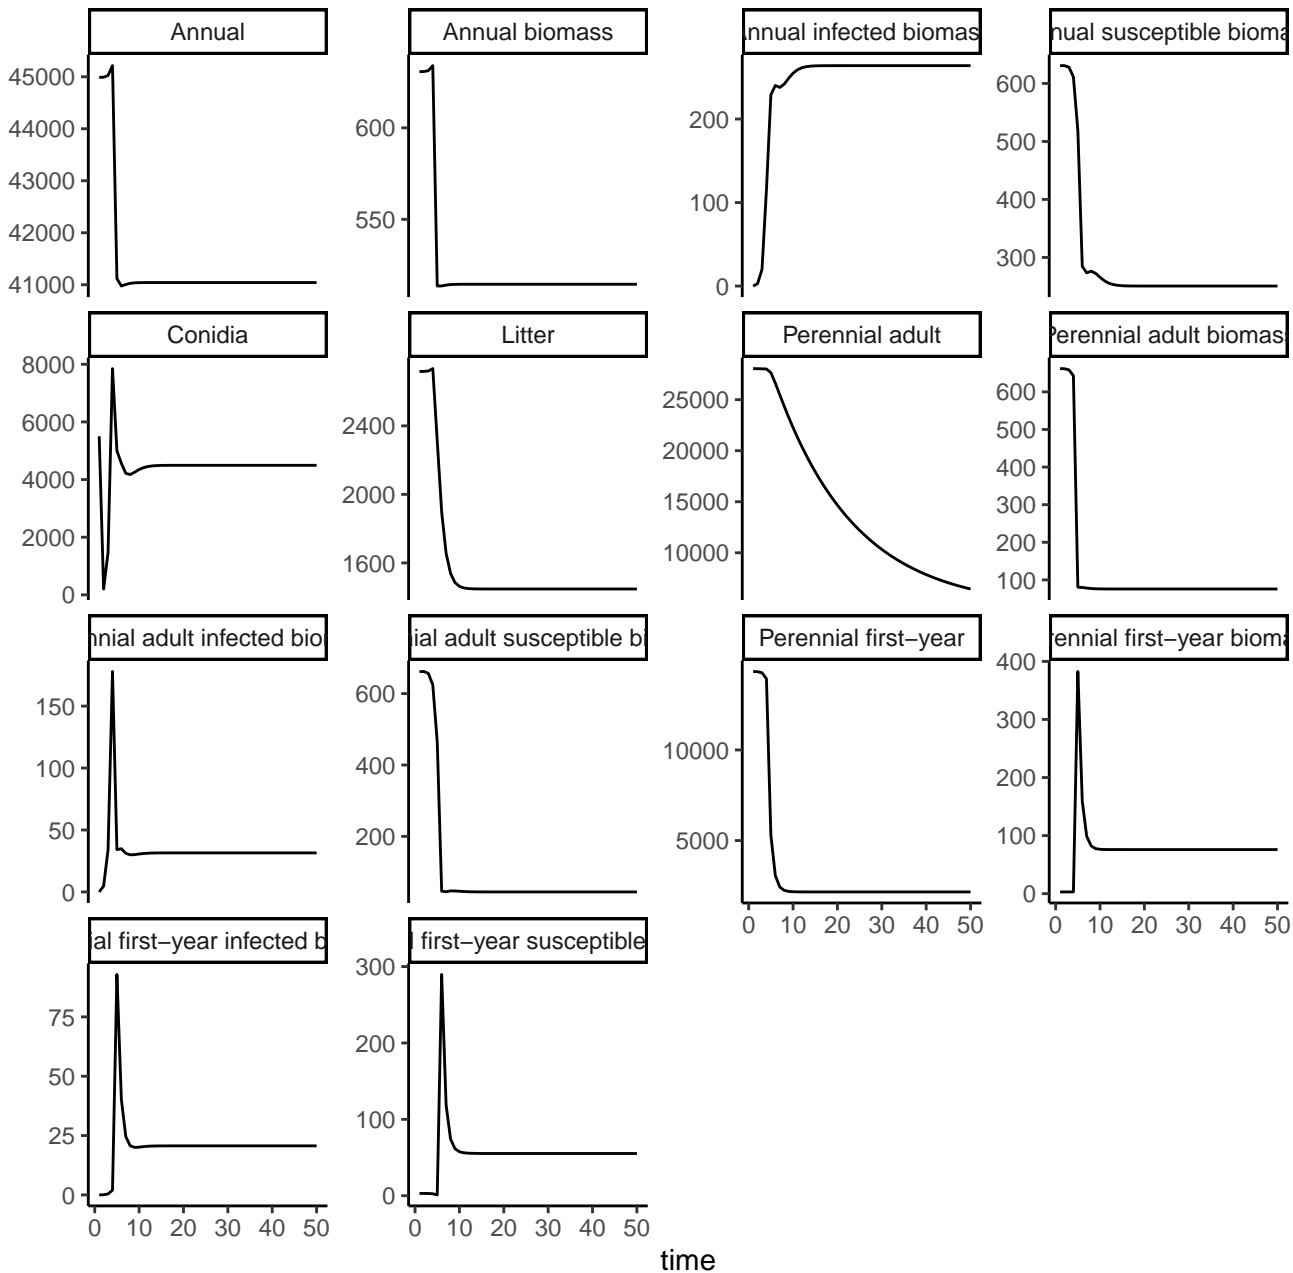 Annual
Annual biomass
Annual infected biomas
nual susceptible bioma
45000
44000
43000
42000
41000
600
550
200
100
0
600
500
400
300
Conidia
Litter
Perennial adult
Perennial adult biomass
8000
6000
4000
2000
0
2400
2000
1600
25000
20000
15000
10000
600
500
400
300
200
100
nnial adult infected bior
nial adult susceptible bi
Perennial first−year
rennial first−year bioma
150
100
50
0
600
400
200
10000
5000
400
300
200
100
0
0 10 20 30 40 50
0 10 20 30 40 50
ial first−year infected b
l first−year susceptible
75
50
25
0
300
200
100
0
0 10 20 30 40 50
0 10 20 30 40 50
time